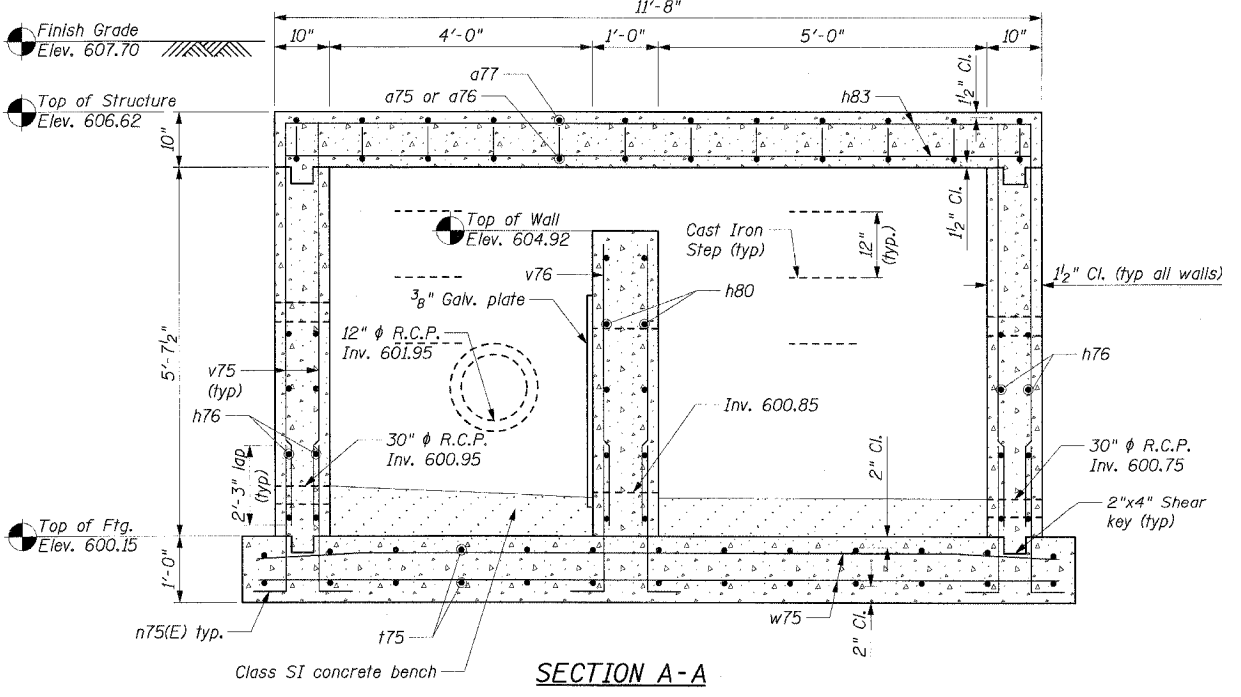 11'-8"
Finish Grade
Elev. 607.70
10"
4'-0"
1'-0"
5'-0"
10"
a77
a75 or a76
h83
1½" Cl.
Top of Structure
Elev. 606.62
10"
Top of Wall
Elev. 604.92
Cast Iron
Step (typ)
12"
(typ.)
1½" Cl.
1½" Cl. (typ all walls)
v76
h80
⅜" Galv. plate
12" ϕ R.C.P.
Inv. 601.95
5'-7½"
v75
(typ)
h76
h76
Inv. 600.85
30" ϕ R.C.P.
Inv. 600.95
2'-3" lap
(typ)
2" Cl.
30" ϕ R.C.P.
Inv. 600.75
2"x4" Shear
key (typ)
Top of Ftg.
Elev. 600.15
1'-0"
n75(E) typ.
t75
w75
2" Cl.
Class SI concrete bench
SECTION A-A